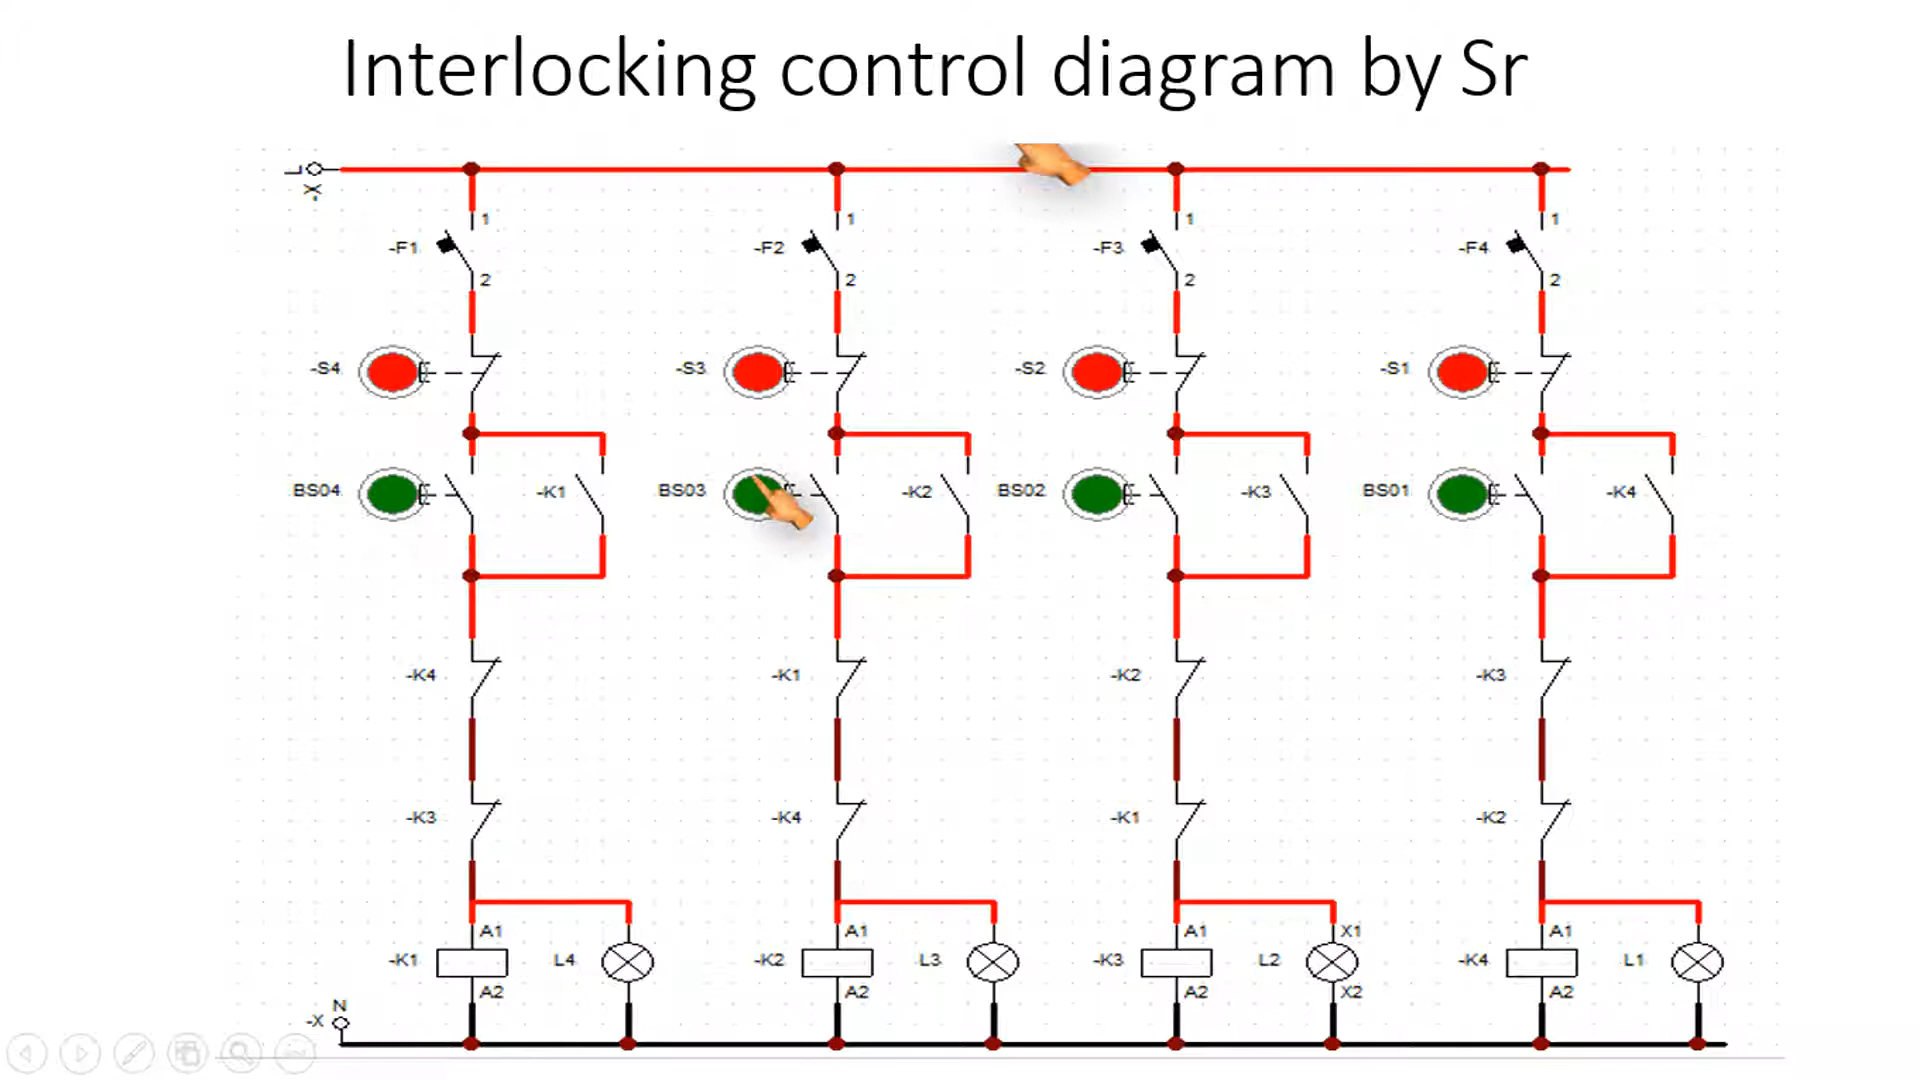 Interlocking control diagram by Sr
L
-X
1 1 1 1
-F1 -F2 -F3 -F4
2 2 2 2
-S4 -S3 -S2 -S1
BS04 -K1 BS03 -K2 BS02 -K3 BS01 -K4
-K4 -K1 -K2 -K3
-K3 -K4 -K1 -K2
A1 A1 A1 X1 A1
-K1 L4 -K2 L3 -K3 L2 -K4 L1
A2 A2 A2 X2 A2
N
-X